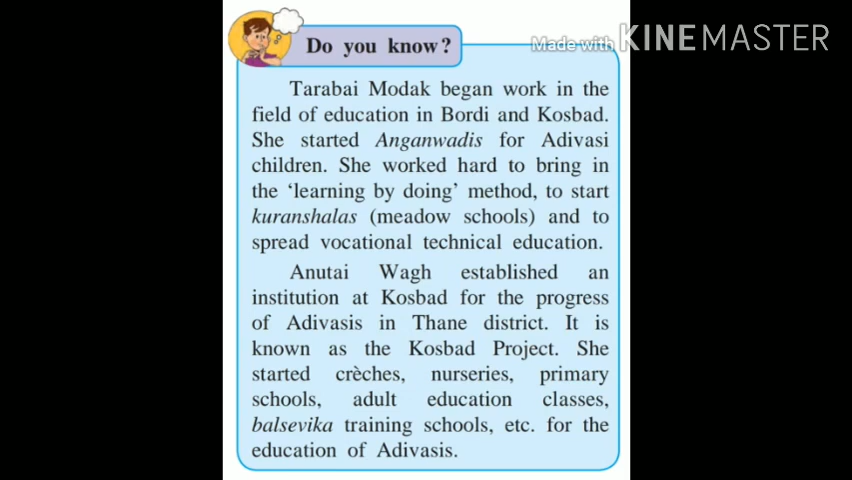 Do you know?
Made with KINEMASTER
Tarabai Modak began work in the
field of education in Bordi and Kosbad.
She started Anganwadis for Adivasi
children. She worked hard to bring in
the ‘learning by doing’ method, to start
kuranshalas (meadow schools) and to
spread vocational technical education.
Anutai Wagh established an
institution at Kosbad for the progress
of Adivasis in Thane district. It is
known as the Kosbad Project. She
started crèches, nurseries, primary
schools, adult education classes,
balsevika training schools, etc. for the
education of Adivasis.